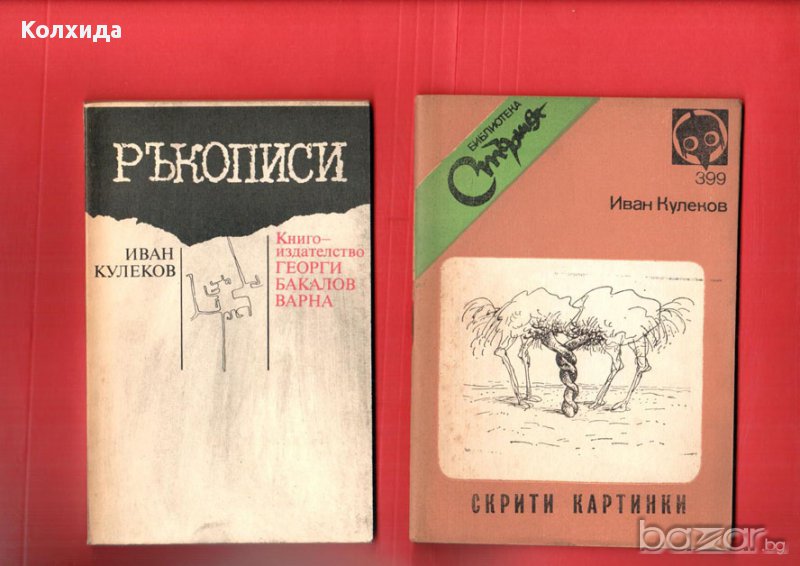 Колхида
РЪКОПИСИ
ИВАН
КУЛЕКОВ
Книго-
издателство
ГЕОРГИ
БАКАЛОВ
ВАРНА
БИБЛИОТЕКА
Стършел
399
Иван Кулеков
СКРИТИ КАРТИНКИ
bazar.bg